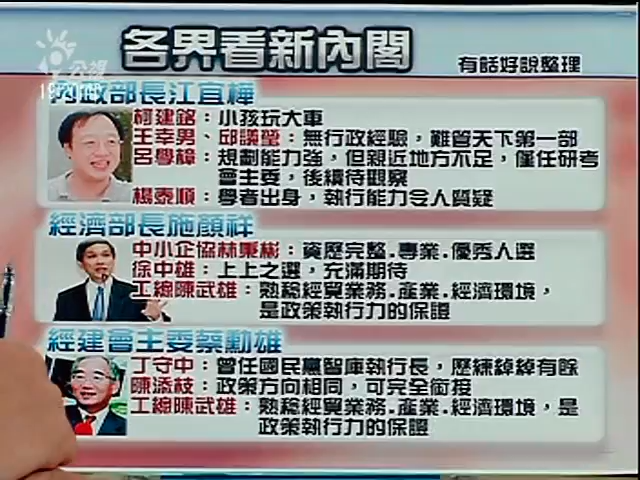 各界看新內閣
有話好說整理
公視
內政部長江宜樺
柯建銘：小孩玩大車
王幸男、邱議瑩：無行政經驗，難管天下第一部
呂學樟：規劃能力強，但親近地方不足，僅任研考
會主委，後續待觀察
楊泰順：學者出身，執行能力令人質疑
經濟部長施顏祥
中小企協林秉彬：資歷完整.專業.優秀人選
徐中雄：上上之選，充滿期待
工總陳武雄：熟稔經貿業務.產業.經濟環境，
是政策執行力的保證
經建會主委蔡勳雄
丁守中：曾任國民黨智庫執行長，歷練綽綽有餘
陳添枝：政策方向相同，可完全銜接
工總陳武雄：熟稔經貿業務.產業.經濟環境，是
政策執行力的保證